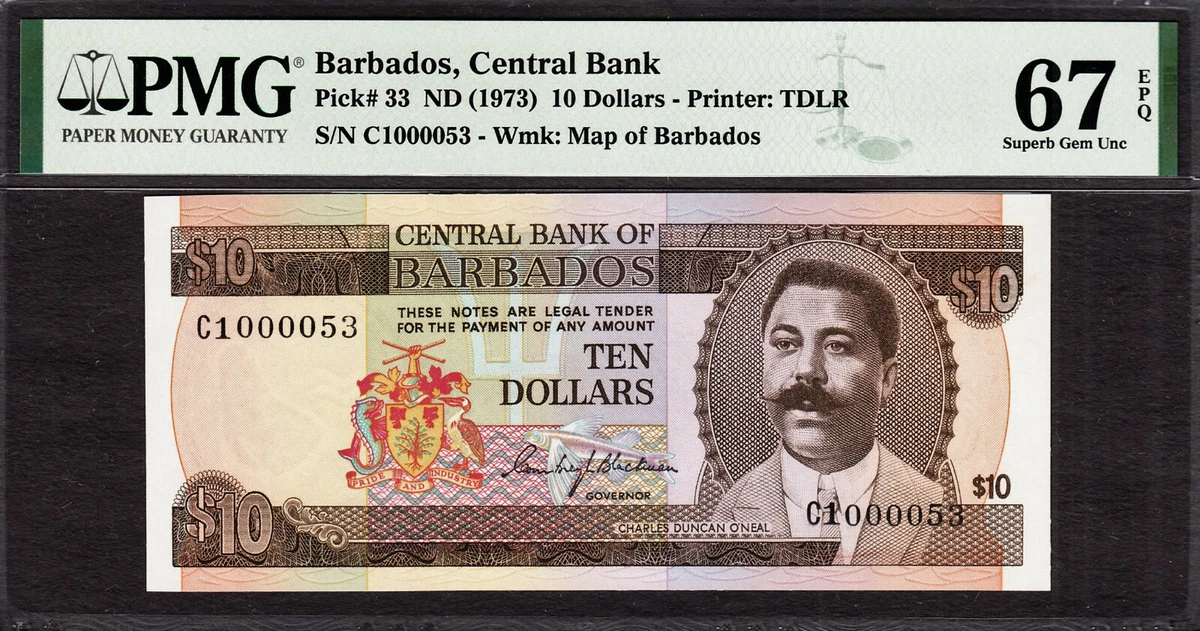 PMG®
PAPER MONEY GUARANTY
Barbados, Central Bank
Pick# 33 ND (1973) 10 Dollars - Printer: TDLR
S/N C1000053 - Wmk: Map of Barbados
67
EPQ
Superb Gem Unc
CENTRAL BANK OF
BARBADOS
$10
$10
C1000053
THESE NOTES ARE LEGAL TENDER
FOR THE PAYMENT OF ANY AMOUNT
TEN
DOLLARS
PRIDE AND INDUSTRY
GOVERNOR
$10
$10
C1000053
CHARLES DUNCAN O'NEAL